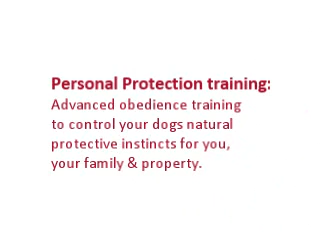 Personal Protection training:
Advanced obedience training
to control your dogs natural
protective instincts for you,
your family & property.